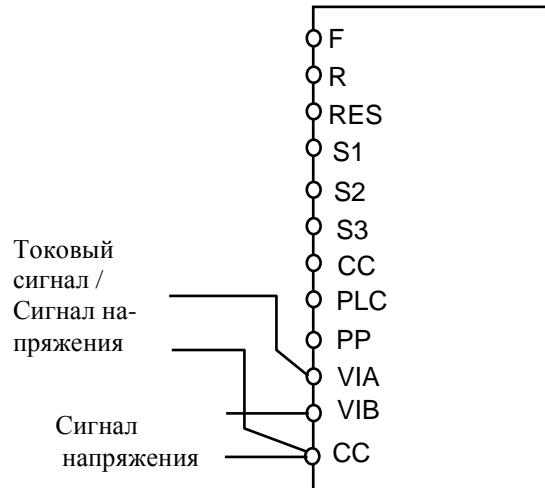 F
R
RES
S1
S2
S3
CC
PLC
PP
VIA
VIB
CC
Токовый
сигнал /
Сигнал на-
пряжения
Сигнал
напряжения